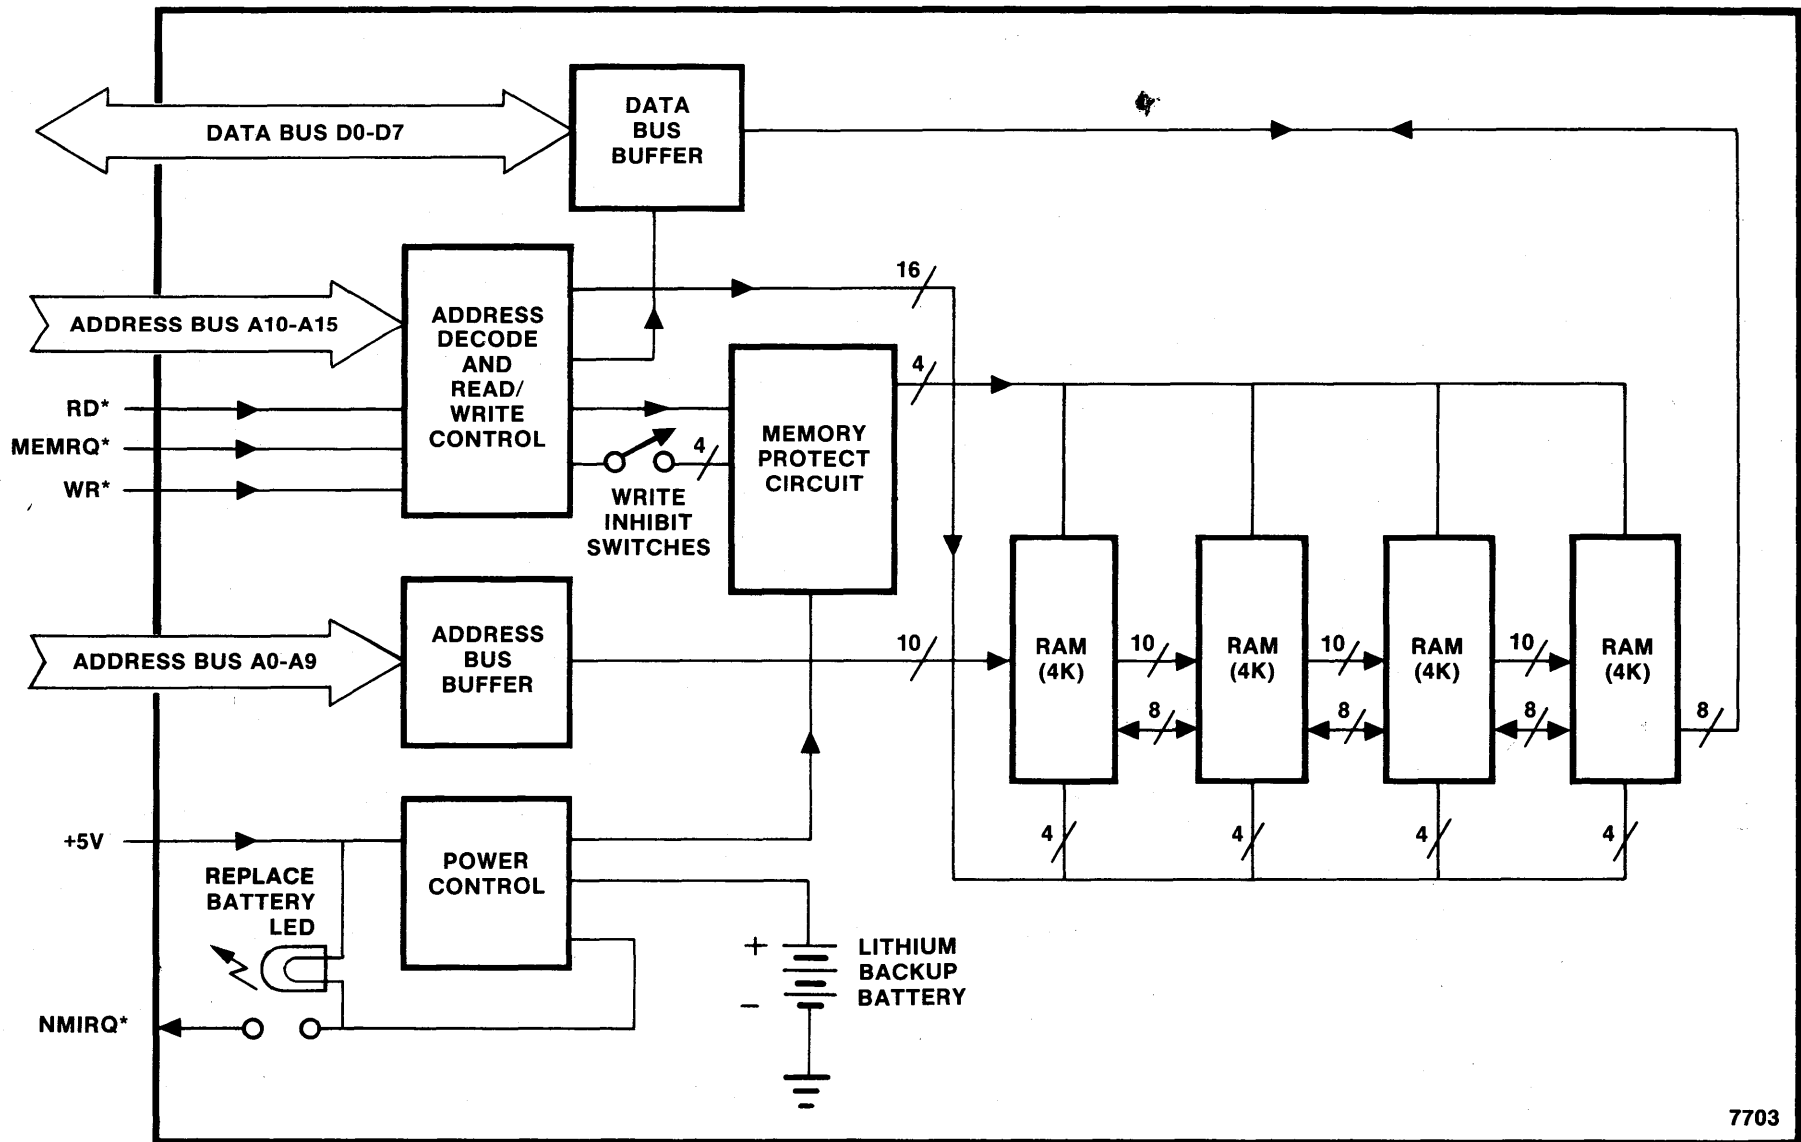 DATA BUS D0-D7
DATA
BUS
BUFFER
16
ADDRESS BUS A10-A15
ADDRESS
DECODE
AND
READ/
WRITE
CONTROL
4
RD*
MEMRQ*
WR*
4
MEMORY
PROTECT
CIRCUIT
WRITE
INHIBIT
SWITCHES
ADDRESS BUS A0-A9
ADDRESS
BUS
BUFFER
10
RAM
(4K)
10
RAM
(4K)
10
RAM
(4K)
10
RAM
(4K)
8
8
8
8
4
4
4
4
+5V
POWER
CONTROL
REPLACE
BATTERY
LED
+
−
LITHIUM
BACKUP
BATTERY
NMIRQ*
7703